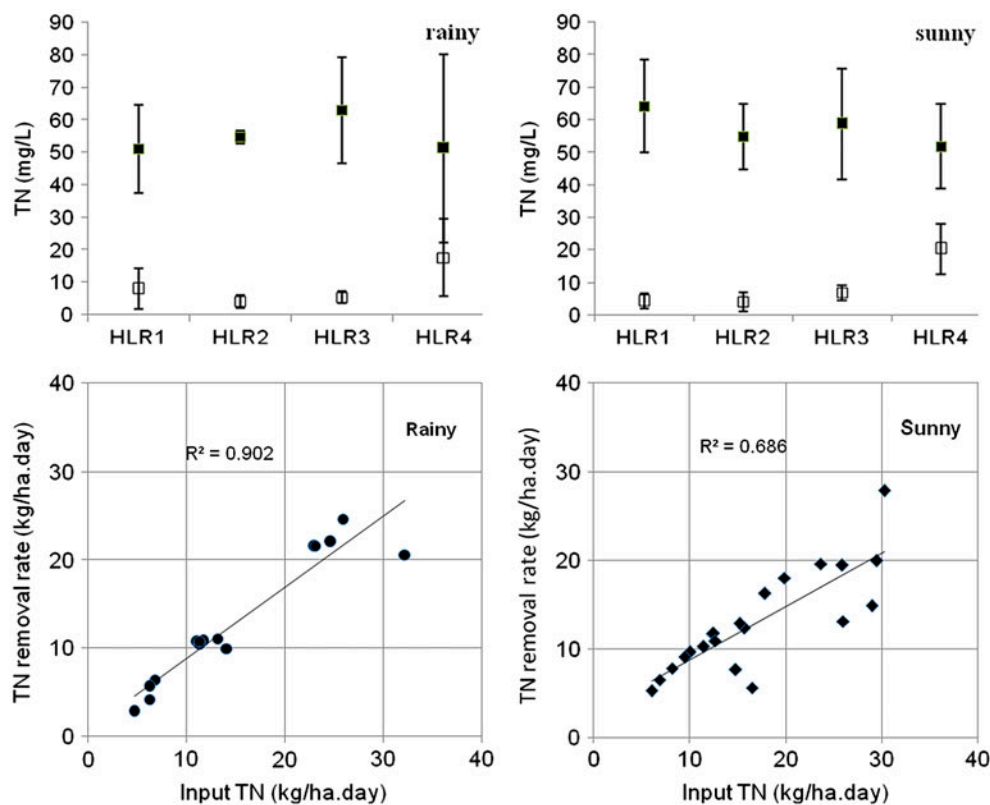 rainy
TN (mg/L)
90
80
70
60
50
40
30
20
10
0
HLR1 HLR2 HLR3 HLR4
sunny
TN (mg/L)
90
80
70
60
50
40
30
20
10
0
HLR1 HLR2 HLR3 HLR4
Rainy
R² = 0.902
TN removal rate (kg/ha.day)
40
30
20
10
0
0 10 20 30 40
Input TN (kg/ha.day)
Sunny
R² = 0.686
TN removal rate (kg/ha.day)
40
30
20
10
0
0 10 20 30 40
Input TN (kg/ha.day)